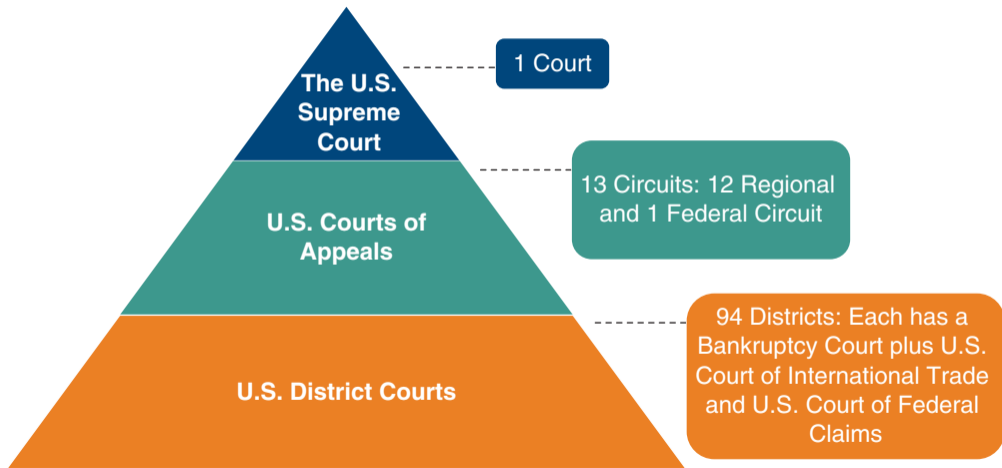 The U.S.
Supreme
Court
1 Court
U.S. Courts of
Appeals
13 Circuits: 12 Regional
and 1 Federal Circuit
U.S. District Courts
94 Districts: Each has a
Bankruptcy Court plus U.S.
Court of International Trade
and U.S. Court of Federal
Claims